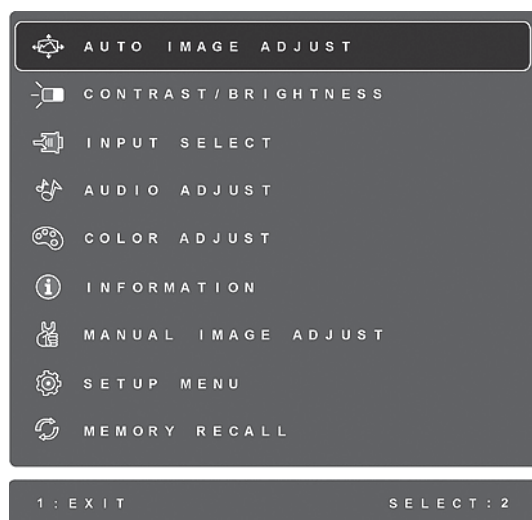 AUTO IMAGE ADJUST
CONTRAST/BRIGHTNESS
INPUT SELECT
AUDIO ADJUST
COLOR ADJUST
INFORMATION
MANUAL IMAGE ADJUST
SETUP MENU
MEMORY RECALL
1:EXIT SELECT:2